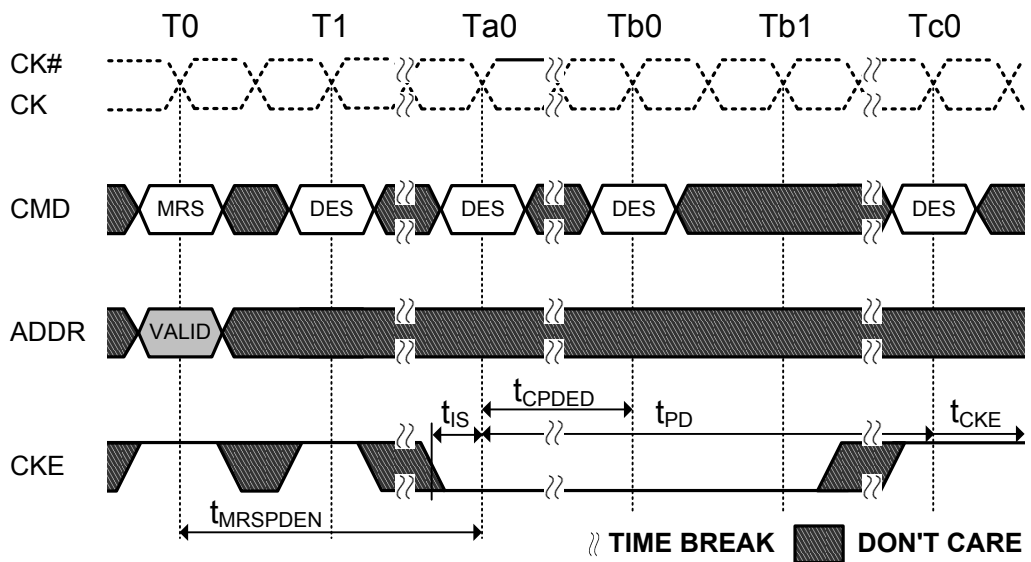 T0 T1 Ta0 Tb0 Tb1 Tc0
CK#
CK
CMD MRS DES DES DES DES
ADDR VALID
tCPDED
tIS tPD tCKE
CKE
tMRSPDEN
TIME BREAK DON'T CARE